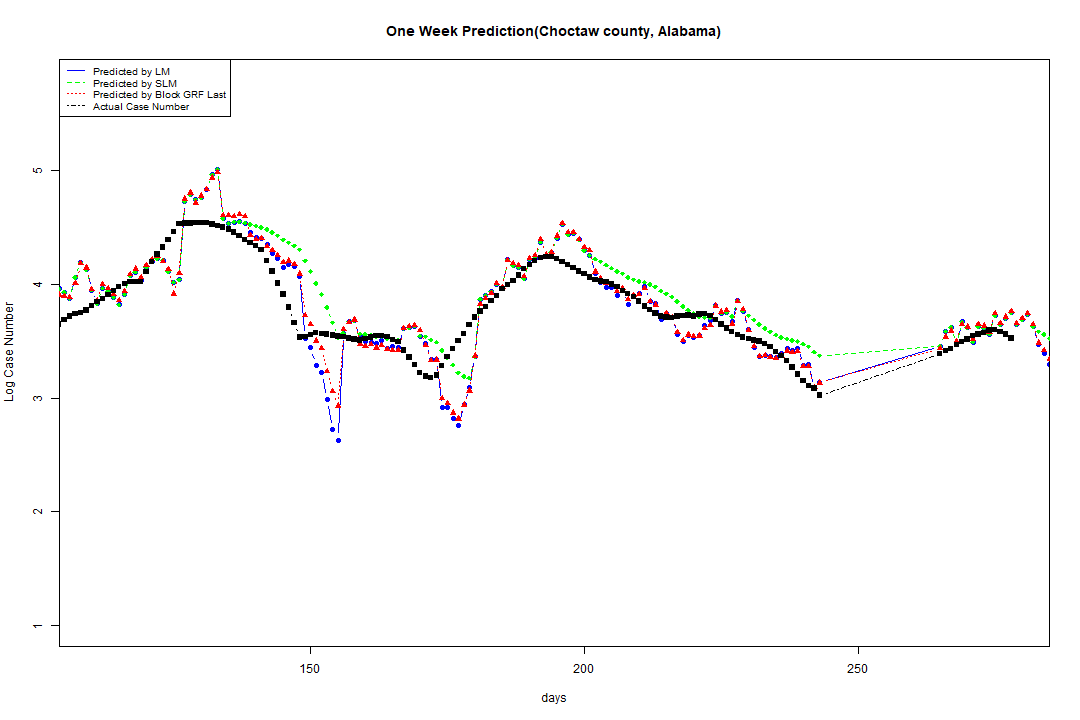 One Week Prediction(Choctaw county, Alabama)
Predicted by LM
Predicted by SLM
Predicted by Block GRF Last
Actual Case Number
5
4
3
2
1
Log Case Number
150
200
250
days